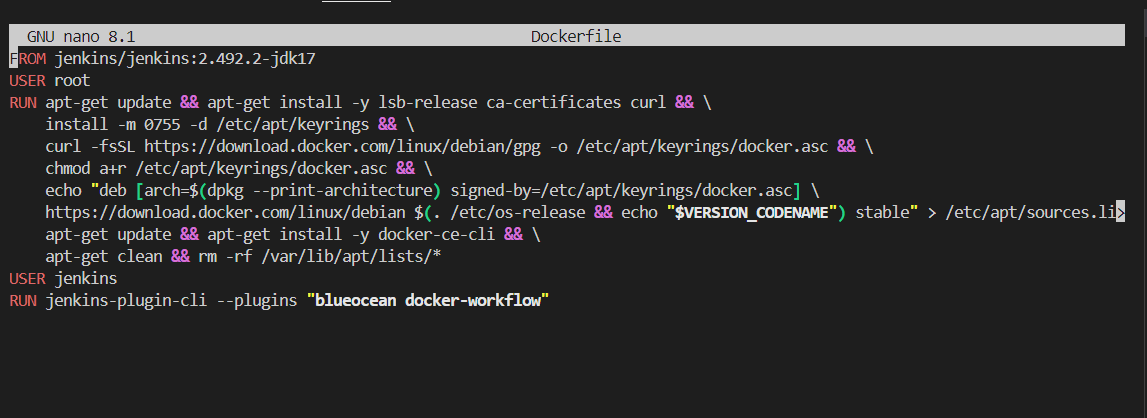 GNU nano 8.1 Dockerfile
FROM jenkins/jenkins:2.492.2-jdk17
USER root
RUN apt-get update && apt-get install -y lsb-release ca-certificates curl && \
    install -m 0755 -d /etc/apt/keyrings && \
    curl -fsSL https://download.docker.com/linux/debian/gpg -o /etc/apt/keyrings/docker.asc && \
    chmod a+r /etc/apt/keyrings/docker.asc && \
    echo "deb [arch=$(dpkg --print-architecture) signed-by=/etc/apt/keyrings/docker.asc] \
    https://download.docker.com/linux/debian $(. /etc/os-release && echo "$VERSION_CODENAME") stable" > /etc/apt/sources.li>
    apt-get update && apt-get install -y docker-ce-cli && \
    apt-get clean && rm -rf /var/lib/apt/lists/*
USER jenkins
RUN jenkins-plugin-cli --plugins "blueocean docker-workflow"